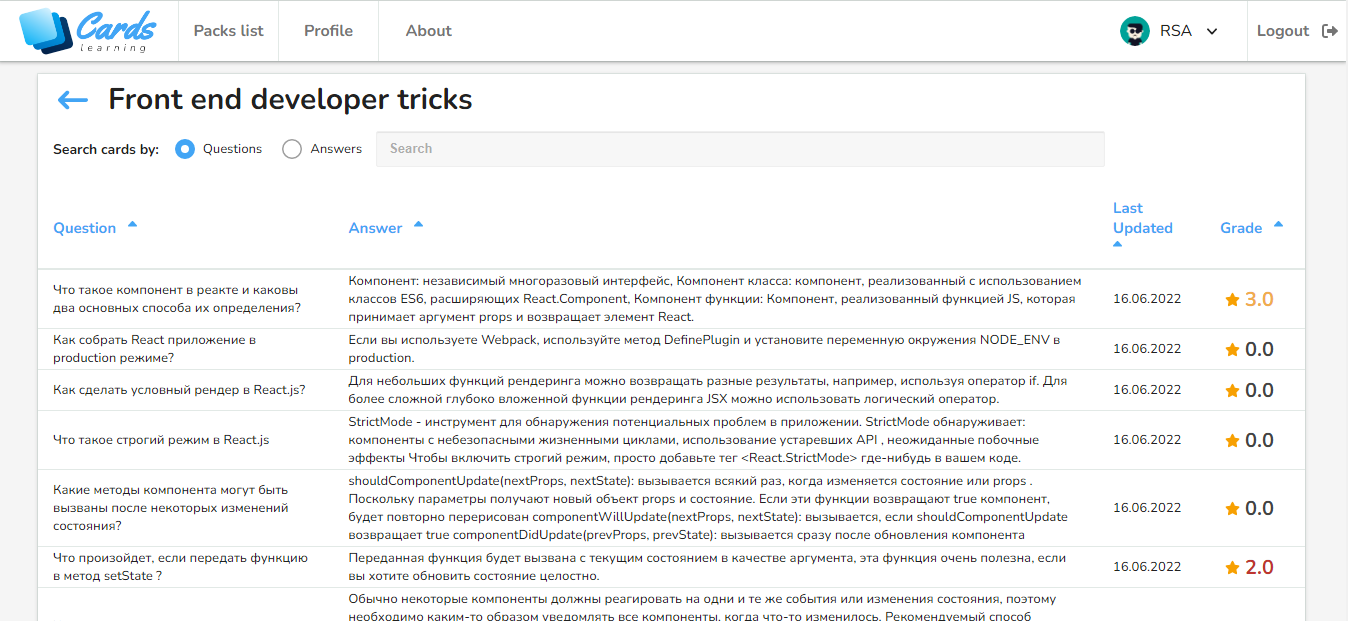 Cards
learning
Packs list
Profile
About
RSA
Logout
Front end developer tricks
Search cards by:
Questions
Answers
Search
Question
Answer
Last
Updated
Grade
Что такое компонент в реакте и каковы
два основных способа их определения?
Компонент: независимый многоразовый интерфейс, Компонент класса: компонент, реализованный с использованием
классов ES6, расширяющих React.Component, Компонент функции: Компонент, реализованный функцией JS, которая
принимает аргумент props и возвращает элемент React.
16.06.2022
3.0
Как собрать React приложение в
production режиме?
Если вы используете Webpack, используйте метод DefinePlugin и установите переменную окружения NODE_ENV в
production.
16.06.2022
0.0
Как сделать условный рендер в React.js?
Для небольших функций рендеринга можно возвращать разные результаты, например, используя оператор if. Для
более сложной глубоко вложенной функции рендеринга JSX можно использовать логический оператор.
16.06.2022
0.0
Что такое строгий режим в React.js
StrictMode - инструмент для обнаружения потенциальных проблем в приложении. StrictMode обнаруживает:
компоненты с небезопасными жизненными циклами, использование устаревших API , неожиданные побочные
эффекты Чтобы включить строгий режим, просто добавьте тег <React.StrictMode> где-нибудь в вашем коде.
16.06.2022
0.0
Какие методы компонента могут быть
вызваны после некоторых изменений
состояния?
shouldComponentUpdate(nextProps, nextState): вызывается всякий раз, когда изменяется состояние или props .
Поскольку параметры получают новый объект props и состояние. Если эти функции возвращают true компонент,
будет повторно перерисован componentWillUpdate(nextProps, nextState): вызывается, если shouldComponentUpdate
возвращает true componentDidUpdate(prevProps, prevState): вызывается сразу после обновления компонента
16.06.2022
0.0
Что произойдет, если передать функцию
в метод setState ?
Переданная функция будет вызвана с текущим состоянием в качестве аргумента, эта функция очень полезна, если
вы хотите обновить состояние целостно.
16.06.2022
2.0
Обычно некоторые компоненты должны реагировать на одни и те же события или изменения состояния, поэтому
необходимо каким-то образом уведомлять все компоненты, когда что-то изменилось. Рекомендуемый способ